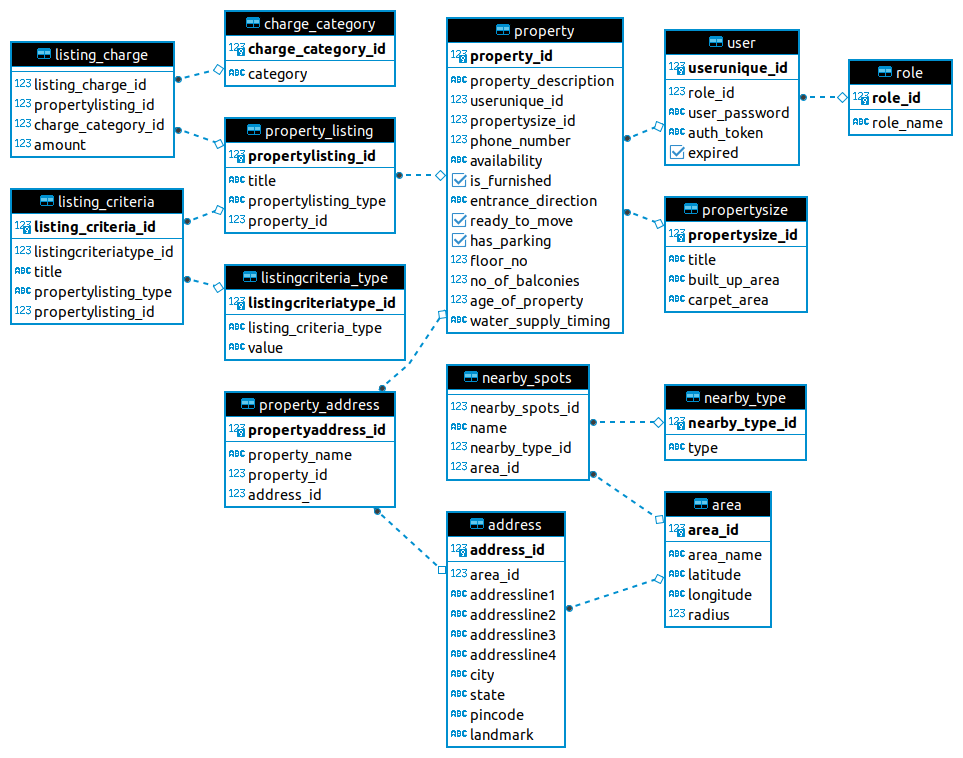 listing_charge
123 listing_charge_id
123 propertylisting_id
123 charge_category_id
123 amount
charge_category
123 charge_category_id
ABC category
property_listing
123 propertylisting_id
ABC title
ABC propertylisting_type
123 property_id
listing_criteria
123 listing_criteria_id
123 listingcriteriatype_id
ABC title
ABC propertylisting_type
123 propertylisting_id
listingcriteria_type
123 listingcriteriatype_id
ABC listing_criteria_type
ABC value
property_address
123 propertyaddress_id
ABC property_name
123 property_id
123 address_id
property
123 property_id
ABC property_description
123 userunique_id
123 propertysize_id
123 phone_number
ABC availability
is_furnished
ABC entrance_direction
ready_to_move
has_parking
123 floor_no
123 no_of_balconies
123 age_of_property
ABC water_supply_timing
user
123 userunique_id
123 role_id
ABC user_password
ABC auth_token
expired
role
123 role_id
ABC role_name
propertysize
123 propertysize_id
ABC title
ABC built_up_area
ABC carpet_area
nearby_spots
123 nearby_spots_id
ABC name
123 nearby_type_id
123 area_id
nearby_type
123 nearby_type_id
ABC type
address
123 address_id
123 area_id
ABC addressline1
ABC addressline2
ABC addressline3
ABC addressline4
ABC city
ABC state
ABC pincode
ABC landmark
area
123 area_id
ABC area_name
ABC latitude
ABC longitude
123 radius